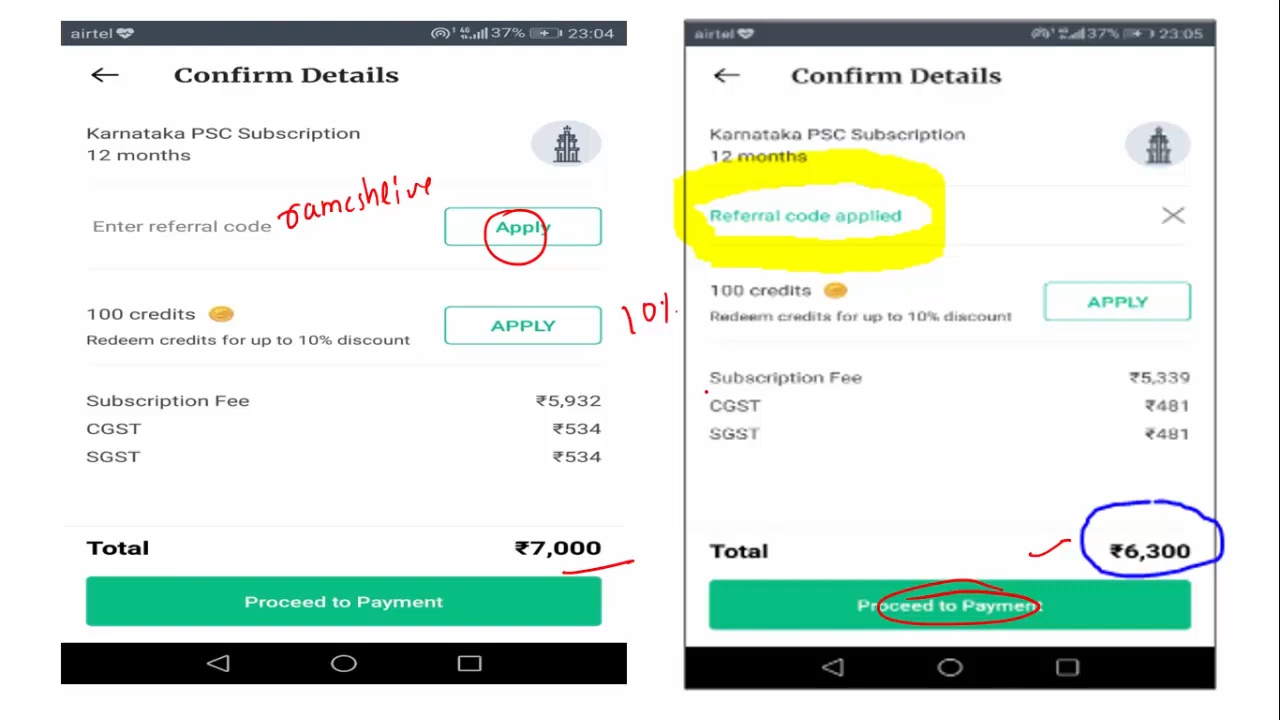 airtel 4G 37% 23:04
Confirm Details
Karnataka PSC Subscription
12 months
Enter referral code rameshlive Apply
100 credits APPLY
Redeem credits for up to 10% discount
Subscription Fee ₹5,932
CGST ₹534
SGST ₹534
Total ₹7,000
Proceed to Payment
10%
airtel 37% 23:05
Confirm Details
Karnataka PSC Subscription
12 months
Referral code applied
100 credits APPLY
Redeem credits for up to 10% discount
Subscription Fee ₹5,339
CGST ₹481
SGST ₹481
Total ₹6,300
Proceed to Payment